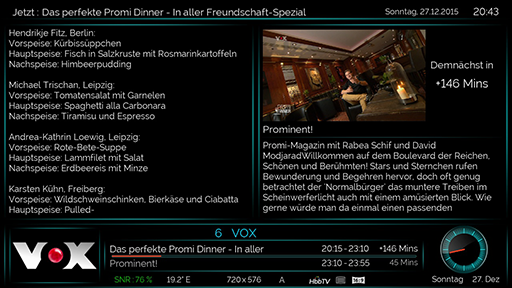 Jetzt : Das perfekte Promi Dinner - In aller Freundschaft-Spezial
Sonntag, 27.12.2015
20:43
Hendrikje Fitz, Berlin:
Vorspeise: Kürbissüppchen
Hauptspeise: Fisch in Salzkruste mit Rosmarinkartoffeln
Nachspeise: Himbeerpudding
Michael Trischan, Leipzig:
Vorspeise: Tomatensalat mit Garnelen
Hauptspeise: Spaghetti alla Carbonara
Nachspeise: Tiramisu und Espresso
Andrea-Kathrin Loewig, Leipzig:
Vorspeise: Rote-Bete-Suppe
Hauptspeise: Lammfilet mit Salat
Nachspeise: Erdbeereis mit Minze
Karsten Kühn, Freiberg:
Vorspeise: Wildschweinschinken, Bierkäse und Ciabatta
Hauptspeise: Pulled-
Demnächst in
+146 Mins
Prominent!
Promi-Magazin mit Rabea Schif und David
ModjaradWillkommen auf dem Boulevard der Reichen,
Schönen und Berühmten! Stars und Sternchen rufen
Bewunderung und Begehren hervor, doch oft genug
betrachtet der 'Normalbürger' das muntere Treiben im
Scheinwerferlicht auch mit einem amüsierten Blick. Wie
gerne würde man da einmal einen passenden
6 VOX
VOX
Das perfekte Promi Dinner - In aller
20:15 - 23:10
+146 Mins
Prominent!
23:10 - 23:55
45 Mins
SNR : 76 %
19.2° E
720 x 576
A
HbbTV
16:9
Sonntag
27. Dez